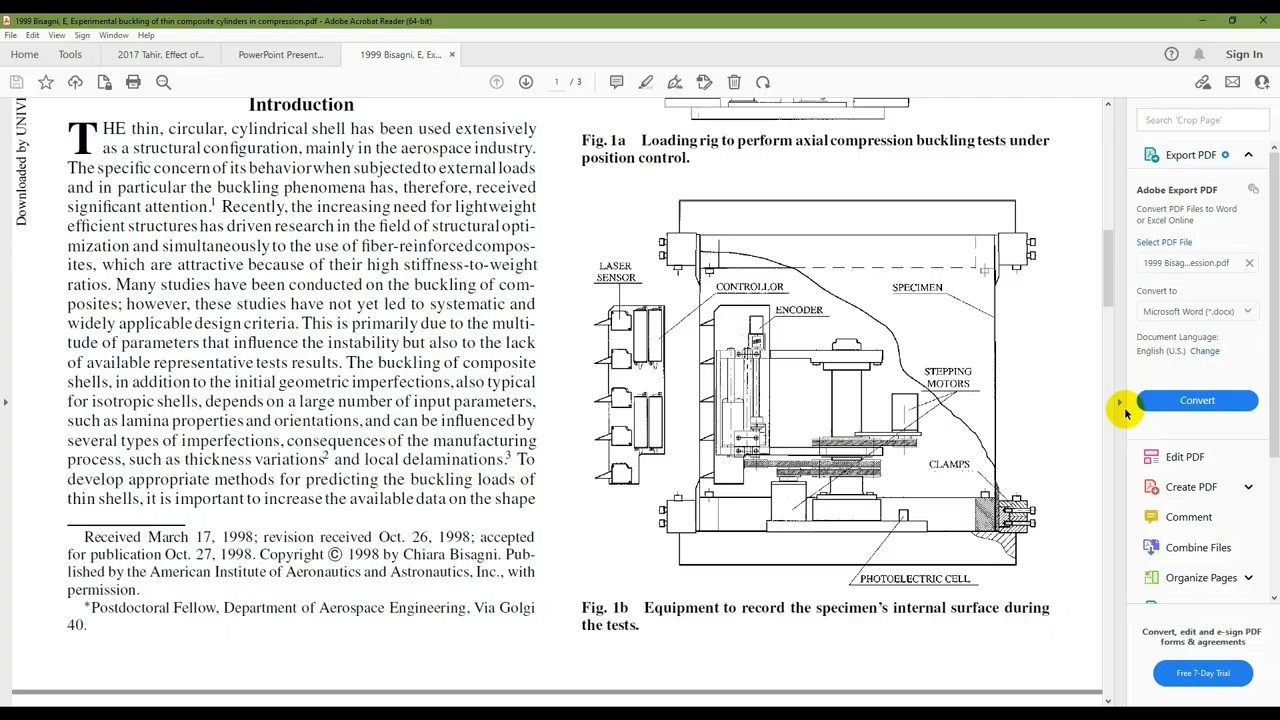 1999 Bisagni, E, Experimental buckling of thin composite cylinders in compression.pdf - Adobe Acrobat Reader (64-bit)
File Edit View Sign Window Help
Home Tools 2017 Tahir, Effect of... PowerPoint Present... 1999 Bisagni, E, Ex... ×
Sign In
1 / 3
Downloaded by UNIVI
Introduction
THE thin, circular, cylindrical shell has been used extensively
as a structural configuration, mainly in the aerospace industry.
The specific concern of its behavior when subjected to external loads
and in particular the buckling phenomena has, therefore, received
significant attention.1 Recently, the increasing need for lightweight
efficient structures has driven research in the field of structural opti-
mization and simultaneously to the use of fiber-reinforced compos-
ites, which are attractive because of their high stiffness-to-weight
ratios. Many studies have been conducted on the buckling of com-
posites; however, these studies have not yet led to systematic and
widely applicable design criteria. This is primarily due to the multi-
tude of parameters that influence the instability but also to the lack
of available representative tests results. The buckling of composite
shells, in addition to the initial geometric imperfections, also typical
for isotropic shells, depends on a large number of input parameters,
such as lamina properties and orientations, and can be influenced by
several types of imperfections, consequences of the manufacturing
process, such as thickness variations2 and local delaminations.3 To
develop appropriate methods for predicting the buckling loads of
thin shells, it is important to increase the available data on the shape
Received March 17, 1998; revision received Oct. 26, 1998; accepted
for publication Oct. 27, 1998. Copyright © 1998 by Chiara Bisagni. Pub-
lished by the American Institute of Aeronautics and Astronautics, Inc., with
permission.
*Postdoctoral Fellow, Department of Aerospace Engineering, Via Golgi
40.
Fig. 1a Loading rig to perform axial compression buckling tests under
position control.
LASER
SENSOR
CONTROLLOR
ENCODER
SPECIMEN
STEPPING
MOTORS
CLAMPS
PHOTOELECTRIC CELL
Fig. 1b Equipment to record the specimen's internal surface during
the tests.
Search 'Crop Page'
Export PDF
Adobe Export PDF
Convert PDF Files to Word
or Excel Online
Select PDF File
1999 Bisag...ession.pdf
Convert to
Microsoft Word (*.docx)
Document Language:
English (U.S.) Change
Convert
Edit PDF
Create PDF
Comment
Combine Files
Organize Pages
Convert, edit and e-sign PDF
forms & agreements
Free 7-Day Trial